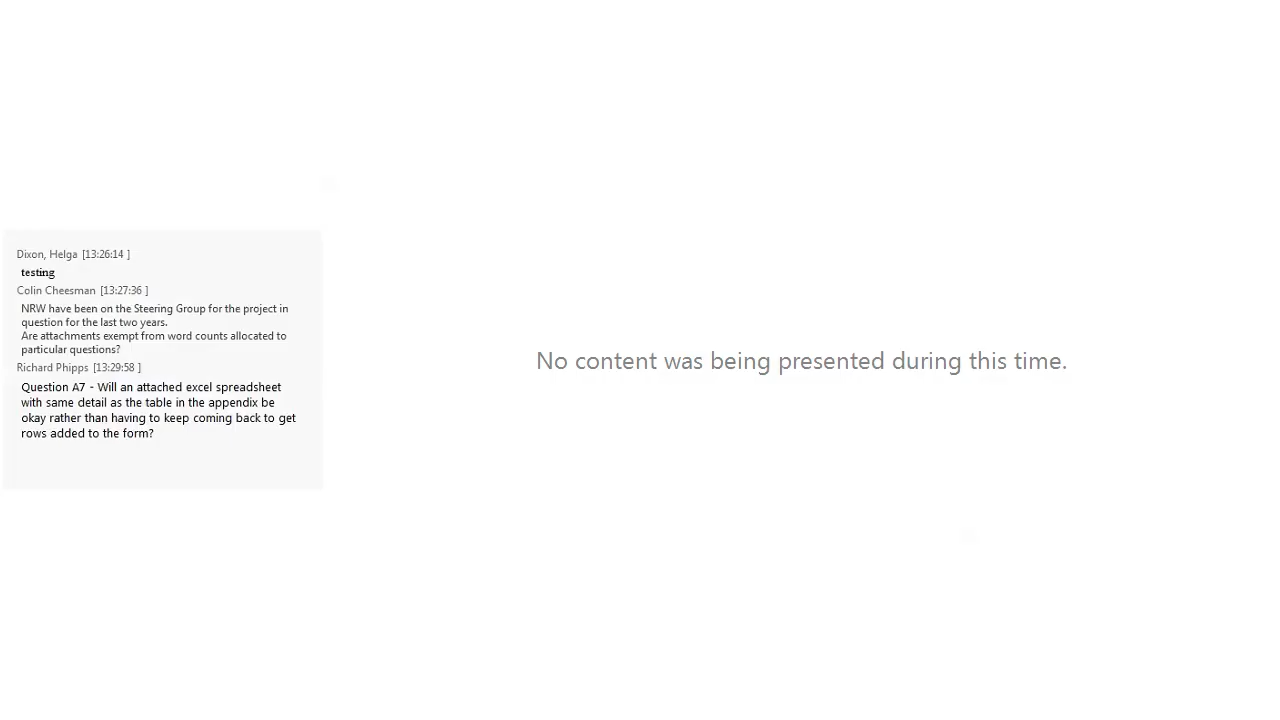 Dixon, Helga [13:26:14 ]
testing
Colin Cheesman [13:27:36 ]
NRW have been on the Steering Group for the project in
question for the last two years.
Are attachments exempt from word counts allocated to
particular questions?
Richard Phipps [13:29:58 ]
Question A7 - Will an attached excel spreadsheet
with same detail as the table in the appendix be
okay rather than having to keep coming back to get
rows added to the form?
No content was being presented during this time.